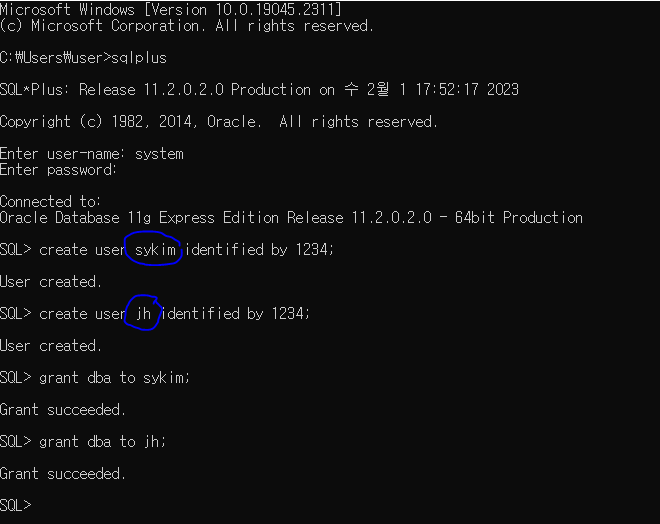 Microsoft Windows [Version 10.0.19045.2311]
(c) Microsoft Corporation. All rights reserved.
C:₩Users₩user>sqlplus
SQL*Plus: Release 11.2.0.2.0 Production on 수 2월 1 17:52:17 2023
Copyright (c) 1982, 2014, Oracle.  All rights reserved.
Enter user-name: system
Enter password:
Connected to:
Oracle Database 11g Express Edition Release 11.2.0.2.0 - 64bit Production
SQL> create user sykim identified by 1234;
User created.
SQL> create user jh identified by 1234;
User created.
SQL> grant dba to sykim;
Grant succeeded.
SQL> grant dba to jh;
Grant succeeded.
SQL>